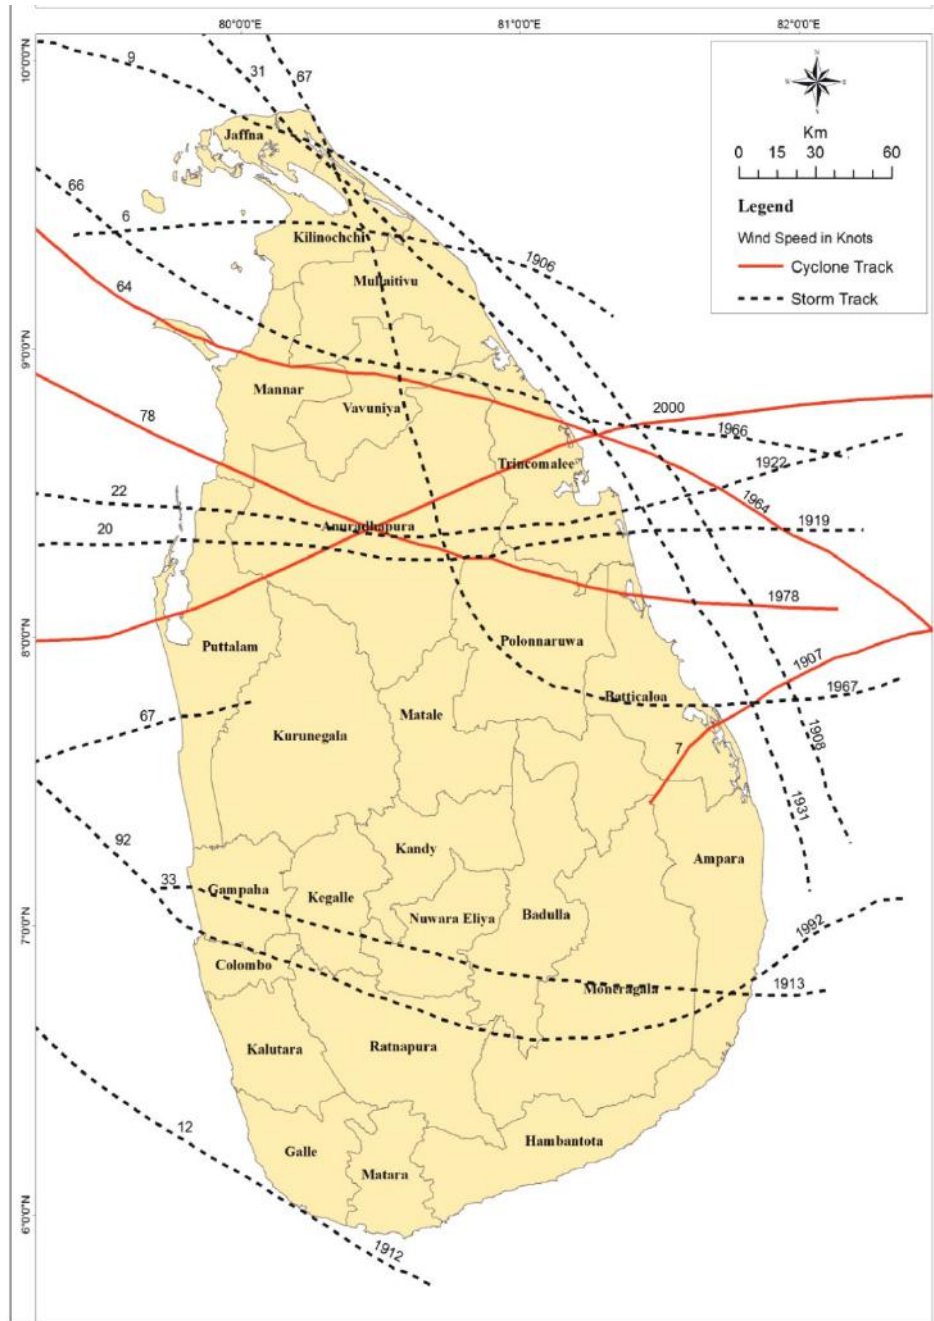 80°0'0"E
81°0'0"E
82°0'0"E
10°0'0"N
9°0'0"N
8°0'0"N
7°0'0"N
6°0'0"N
N
E
S
Km
0 15 30 60
Legend
Wind Speed in Knots
Cyclone Track
Storm Track
9
31
67
Jaffna
66
6
Kilinochchi
1906
64
Mullaitivu
Mannar
Vavuniya
78
2000
1966
Trincomalee
1922
22
1964
Anuradhapura
20
1919
1978
Puttalam
Polonnaruwa
1907
Batticaloa
1967
67
Matale
Kurunegala
7
1908
1931
92
Kandy
Ampara
33
Gampaha
Kegalle
Nuwara Eliya
Badulla
1992
Colombo
Moneragala
1913
Kalutara
Ratnapura
12
Galle
Hambantota
Matara
1912